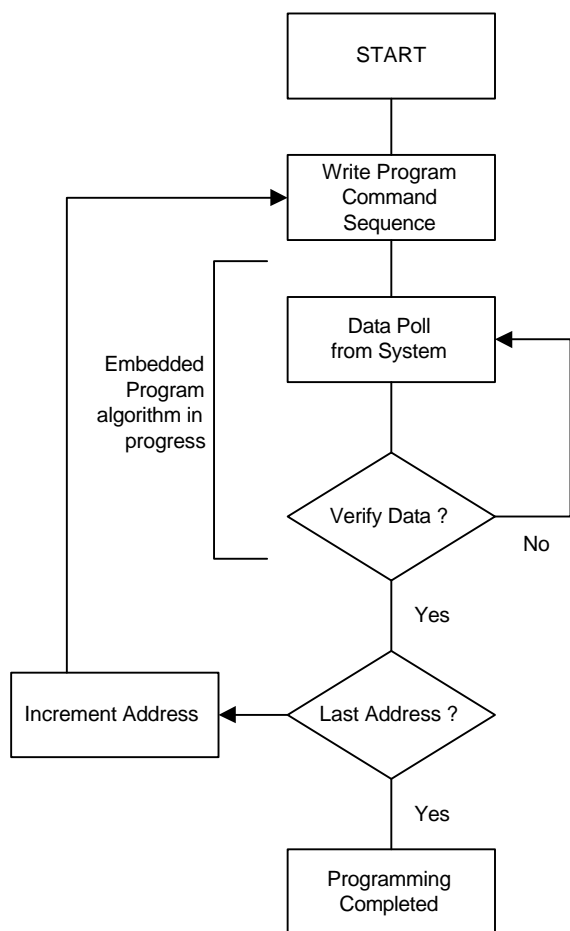 START
Write Program
Command
Sequence
Data Poll
from System
Embedded
Program
algorithm in
progress
Verify Data ?
No
Yes
Increment Address
Last Address ?
Yes
Programming
Completed